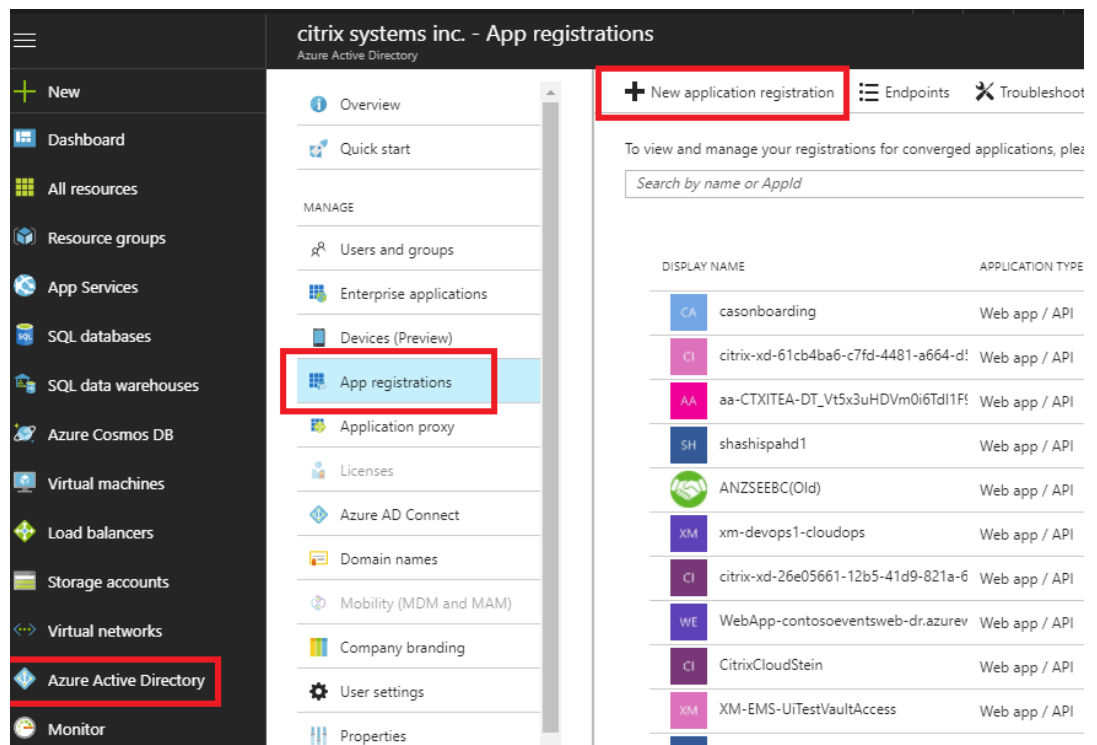 citrix systems inc. - App registrations
Azure Active Directory
New
Dashboard
All resources
Resource groups
App Services
SQL databases
SQL data warehouses
Azure Cosmos DB
Virtual machines
Load balancers
Storage accounts
Virtual networks
Azure Active Directory
Monitor
Overview
Quick start
MANAGE
Users and groups
Enterprise applications
Devices (Preview)
App registrations
Application proxy
Licenses
Azure AD Connect
Domain names
Mobility (MDM and MAM)
Company branding
User settings
Properties
New application registration Endpoints Troubleshoot
To view and manage your registrations for converged applications, plea
Search by name or AppId
DISPLAY NAME APPLICATION TYPE
CA casonboarding Web app / API
CI citrix-xd-61cb4ba6-c7fd-4481-a664-d Web app / API
AA aa-CTXITEA-DT_Vt5x3uHDVm0i6TdI1F Web app / API
SH shashispahd1 Web app / API
ANZSEEBC(Old) Web app / API
XM xm-devops1-cloudops Web app / API
CI citrix-xd-26e05661-12b5-41d9-821a-6 Web app / API
WE WebApp-contosoeventsweb-dr.azurew Web app / API
CI CitrixCloudStein Web app / API
XM XM-EMS-UiTestVaultAccess Web app / API